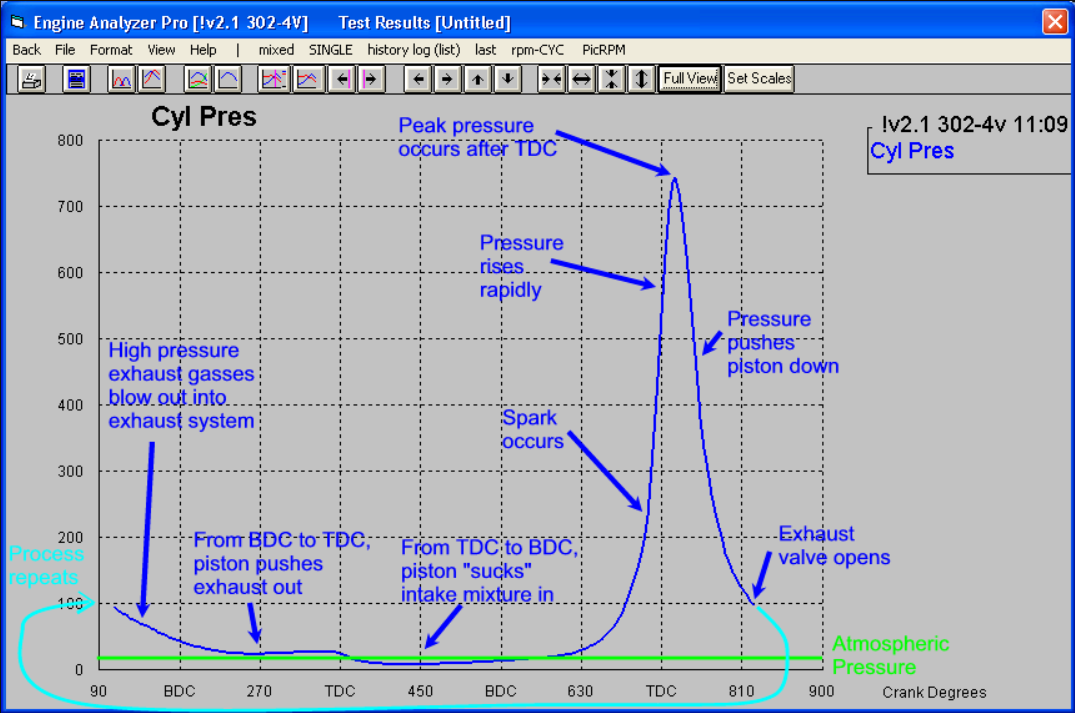 Engine Analyzer Pro [!v2.1 302-4V] Test Results [Untitled]
Back File Format View Help | mixed SINGLE history log (list) last rpm-CYC PicRPM
Full View Set Scales
Cyl Pres
!v2.1 302-4v 11:09
Cyl Pres
Peak pressure
occurs after TDC
Pressure
rises
rapidly
Pressure
pushes
piston down
High pressure
exhaust gasses
blow out into
exhaust system
Spark
occurs
From BDC to TDC,
piston pushes
exhaust out
From TDC to BDC,
piston "sucks"
intake mixture in
Exhaust
valve opens
Process
repeats
Atmospheric
Pressure
800
700
600
500
400
300
200
100
0
90 BDC 270 TDC 450 BDC 630 TDC 810 900 Crank Degrees